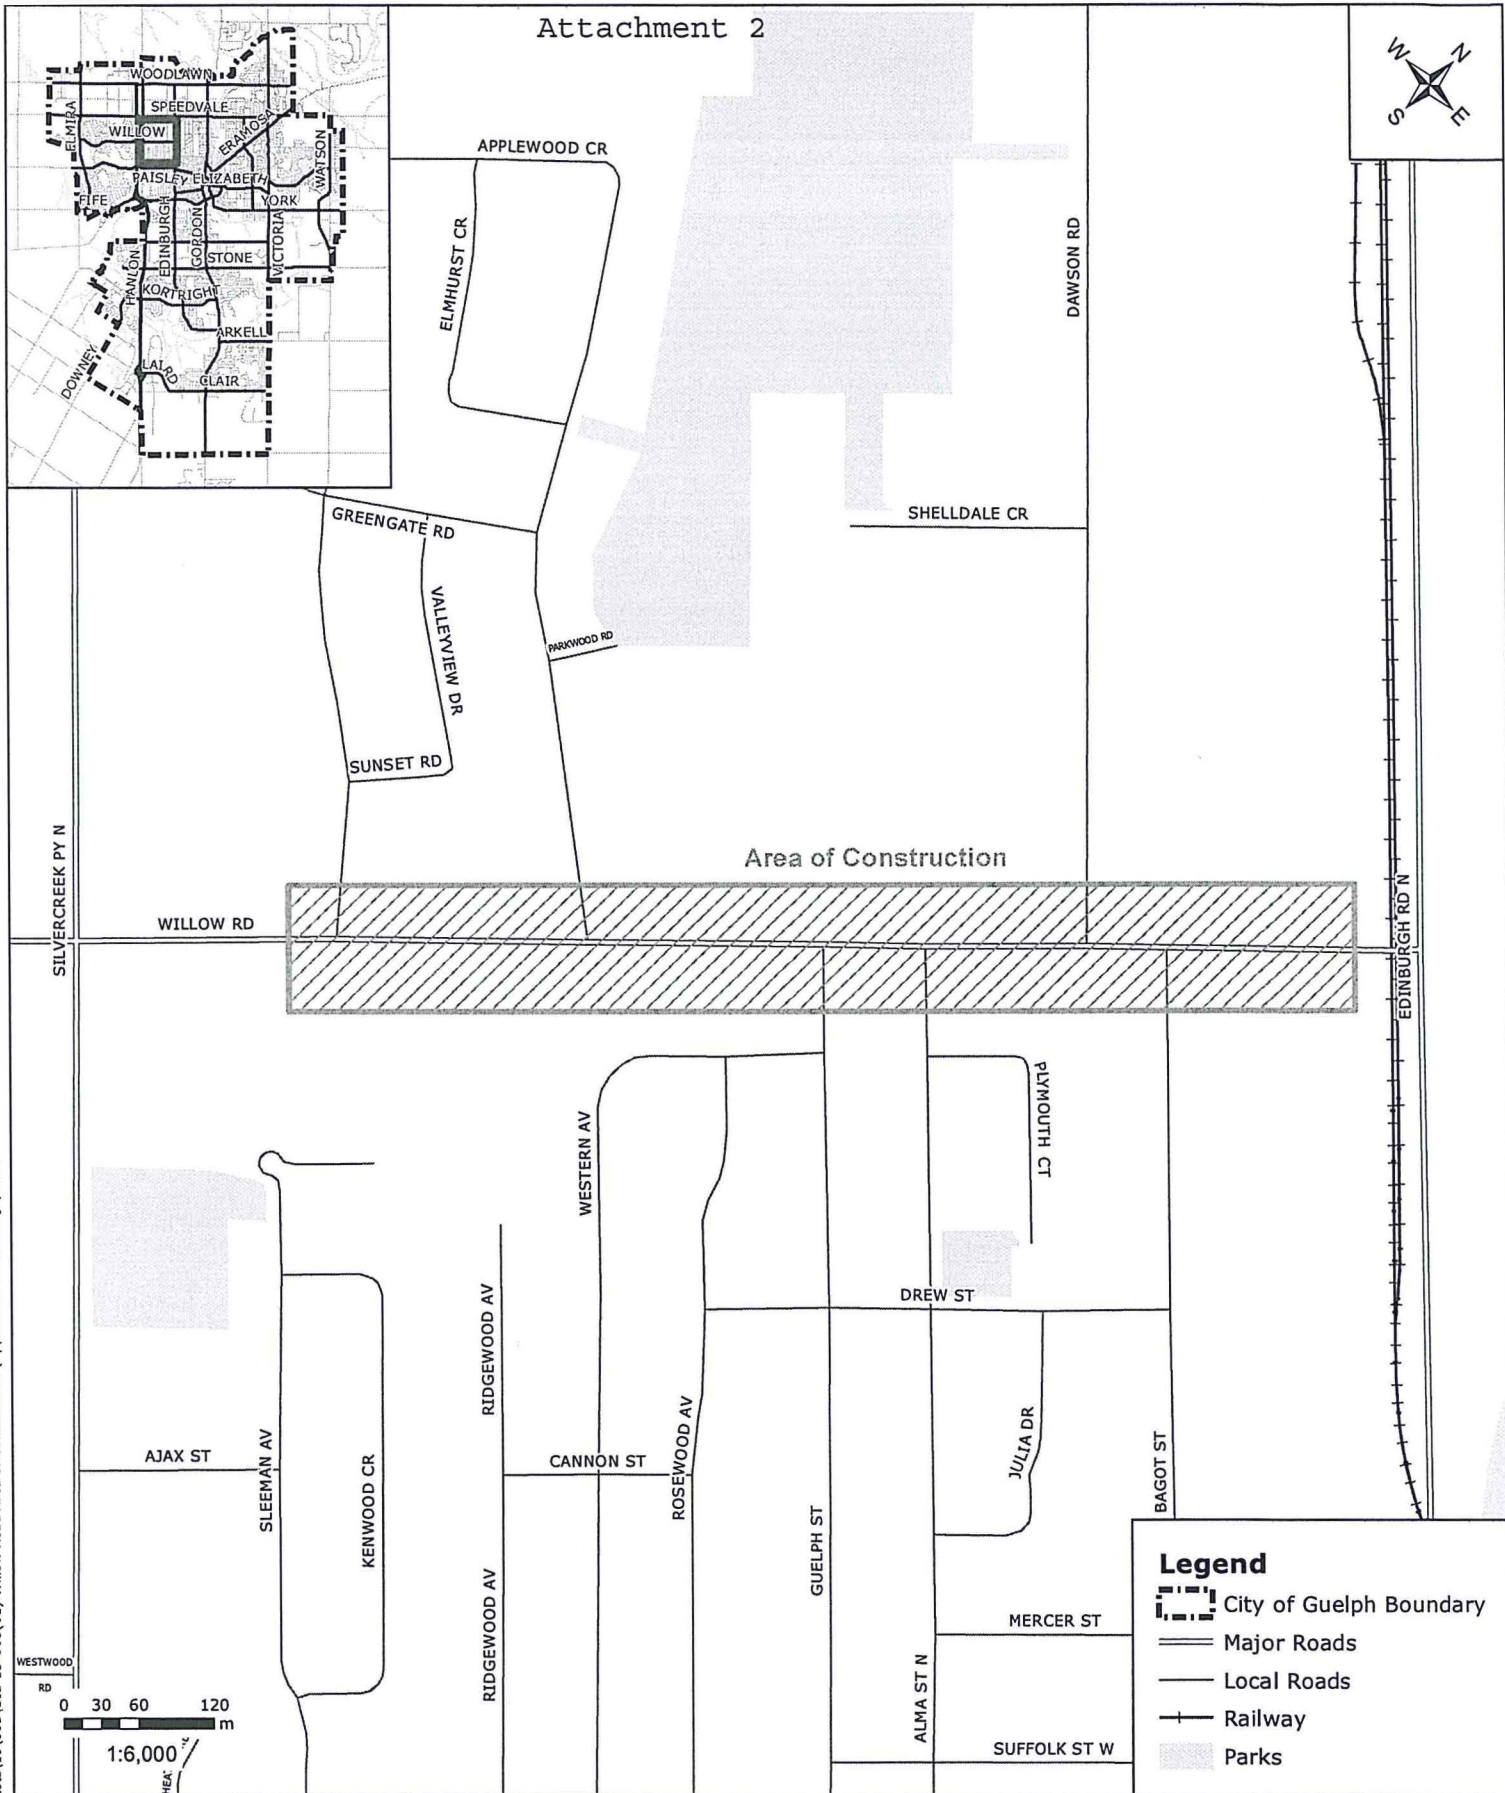 Attachment 2
WOODLAWN
SPEEDVALE
ELMIRA
WILLOW
ERAMOSA
WATSON
PAISLEY
ELIZABETH
FIFE
YORK
EDINBURGH
GORDON
VICTORIA
HANLON
STONE
KORTRIGHT
ARKELL
LAIRD
DOWNEY
CLAIR
W
N
S
E
APPLEWOOD CR
ELMHURST CR
DAWSON RD
GREENGATE RD
SHELLDALE CR
VALLEYVIEW DR
PARKWOOD RD
SUNSET RD
SILVERCREEK PY N
Area of Construction
WILLOW RD
EDINBURGH RD N
WESTERN AV
PLYMOUTH CT
RIDGEWOOD AV
DREW ST
AJAX ST
SLEEMAN AV
KENWOOD CR
CANNON ST
ROSEWOOD AV
JULIA DR
BAGOT ST
GUELPH ST
RIDGEWOOD AV
MERCER ST
ALMA ST N
SUFFOLK ST W
WESTWOOD
RD
0 30 60 120
m
1:6,000
Legend
City of Guelph Boundary
Major Roads
Local Roads
Railway
Parks